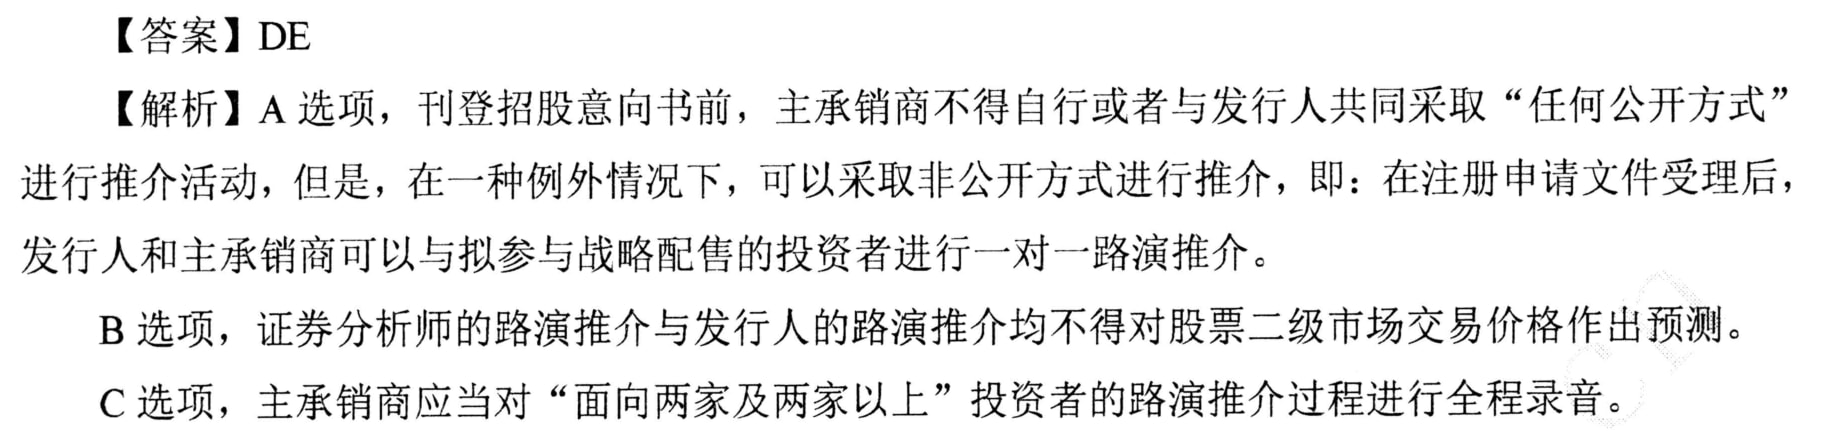 【答案】DE
【解析】A 选项，刊登招股意向书前，主承销商不得自行或者与发行人共同采取“任何公开方式”
进行推介活动，但是，在一种例外情况下，可以采取非公开方式进行推介，即：在注册申请文件受理后，
发行人和主承销商可以与拟参与战略配售的投资者进行一对一路演推介。
B 选项，证券分析师的路演推介与发行人的路演推介均不得对股票二级市场交易价格作出预测。
C 选项，主承销商应当对“面向两家及两家以上”投资者的路演推介过程进行全程录音。